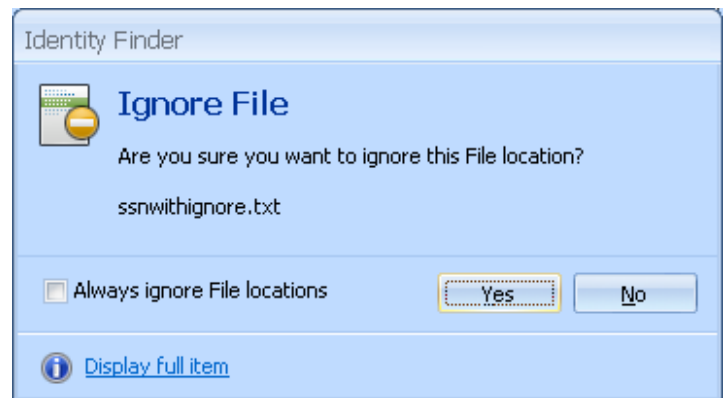 Identity Finder
Ignore File
Are you sure you want to ignore this File location?
ssnwithignore.txt
Always ignore File locations
Yes
No
Display full item